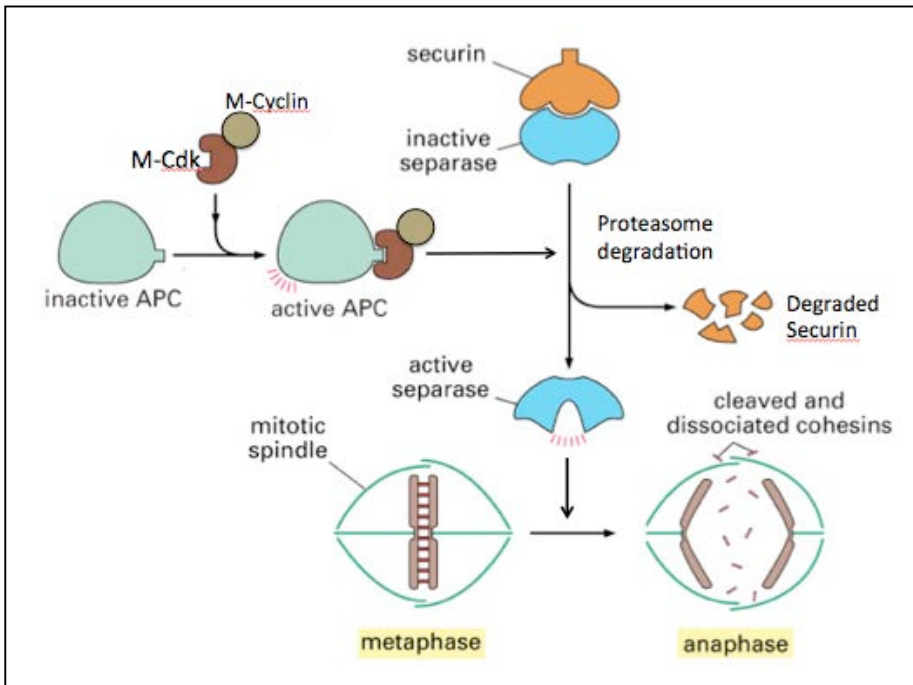 securin
M-Cyclin
inactive
separase
M-Cdk
Proteasome
degradation
inactive APC
active APC
Degraded
Securin
active
separase
cleaved and
dissociated cohesins
mitotic
spindle
metaphase
anaphase